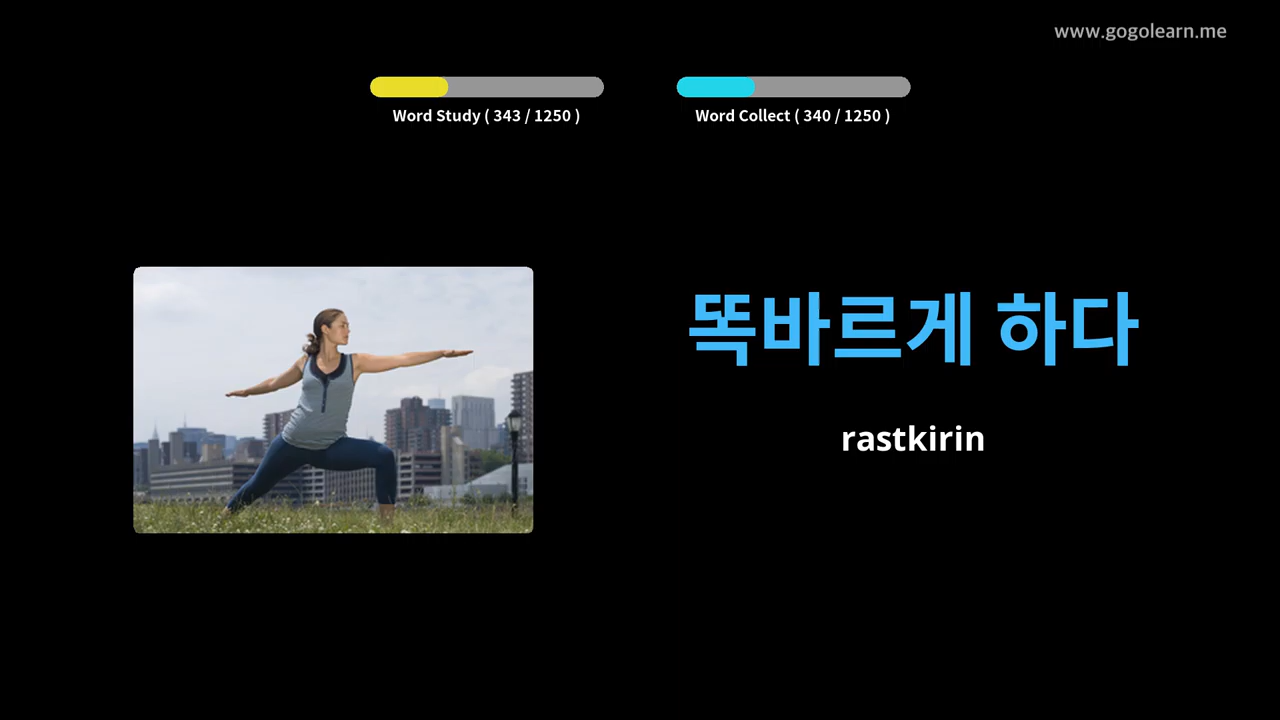 www.gogolearn.me
Word Study ( 343 / 1250 )
Word Collect ( 340 / 1250 )
똑바르게 하다
rastkirin